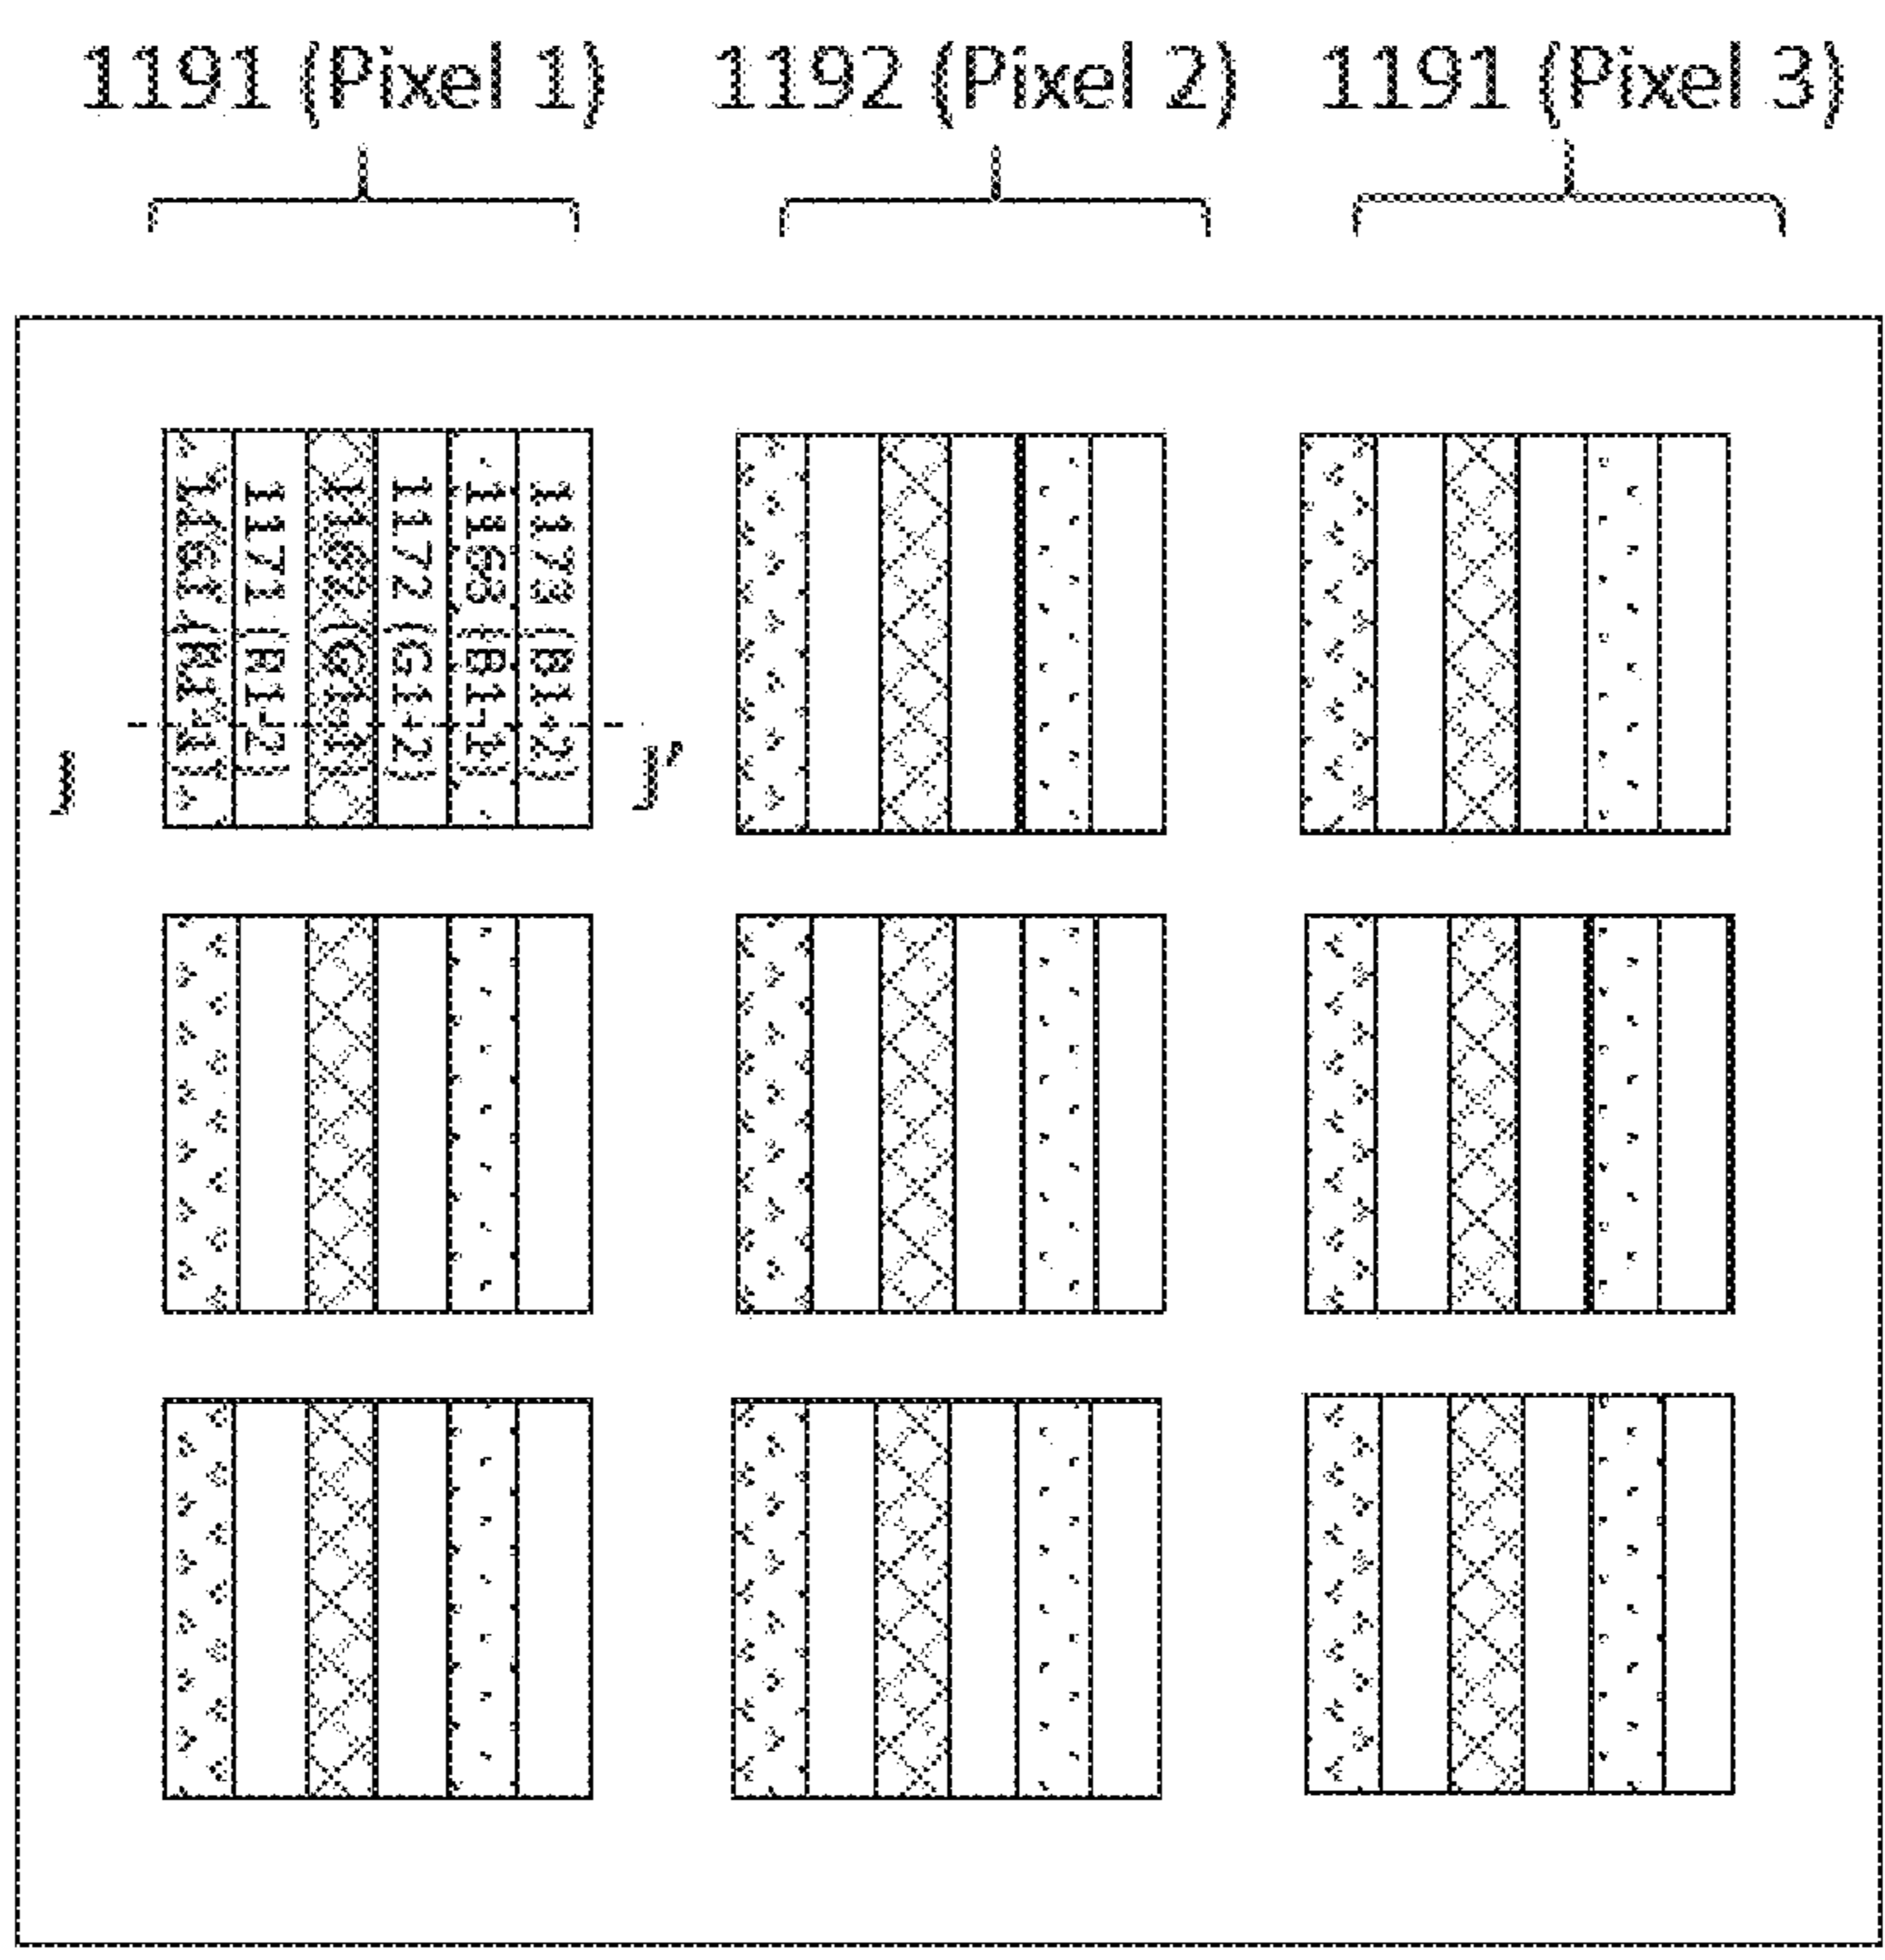 1191 (Pixel 1)
1192 (Pixel 2)
1191 (Pixel 3)
1161 (R1-1)
1171 (R1-2)
1162 (G1-1)
1172 (G1-2)
1163 (B1-1)
1173 (B1-2)
J
J'